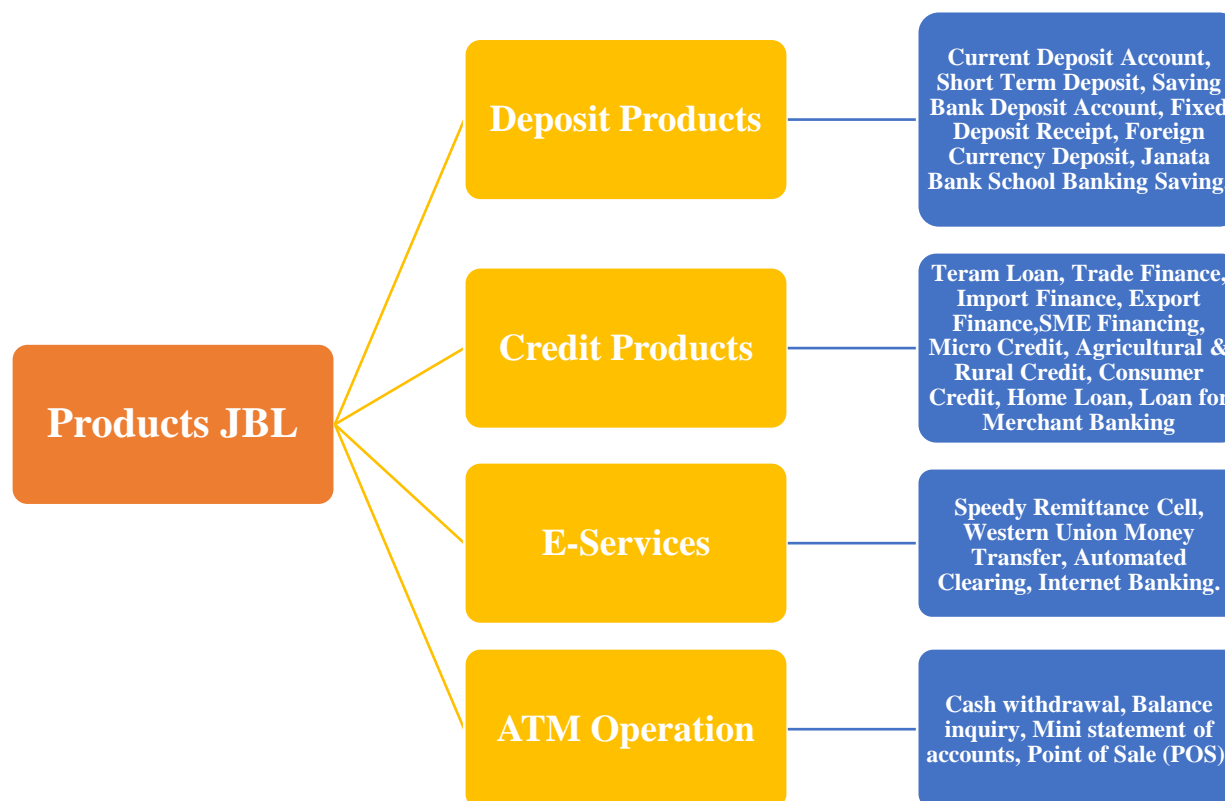 Products JBL
Deposit Products
Current Deposit Account,
Short Term Deposit, Saving
Bank Deposit Account, Fixed
Deposit Receipt, Foreign
Currency Deposit, Janata
Bank School Banking Saving
Credit Products
Teram Loan, Trade Finance,
Import Finance, Export
Finance,SME Financing,
Micro Credit, Agricultural &
Rural Credit, Consumer
Credit, Home Loan, Loan for
Merchant Banking
E-Services
Speedy Remittance Cell,
Western Union Money
Transfer, Automated
Clearing, Internet Banking.
ATM Operation
Cash withdrawal, Balance
inquiry, Mini statement of
accounts, Point of Sale (POS)